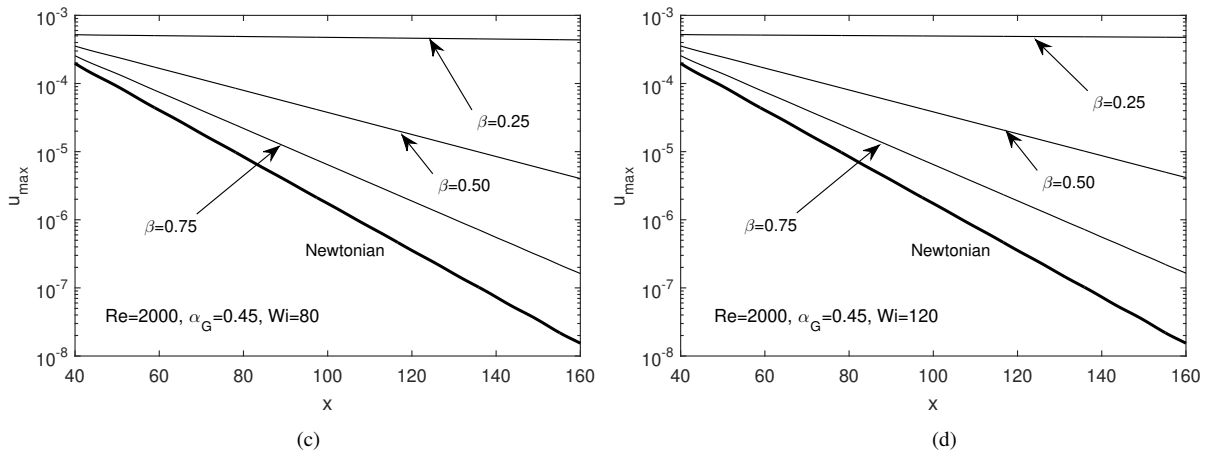 10^-3
10^-4
10^-5
10^-6
10^-7
10^-8
u_max
β=0.25
β=0.50
β=0.75
Newtonian
Re=2000, α_G=0.45, Wi=80
40 60 80 100 120 140 160
x
(c)
10^-3
10^-4
10^-5
10^-6
10^-7
10^-8
u_max
β=0.25
β=0.50
β=0.75
Newtonian
Re=2000, α_G=0.45, Wi=120
40 60 80 100 120 140 160
x
(d)